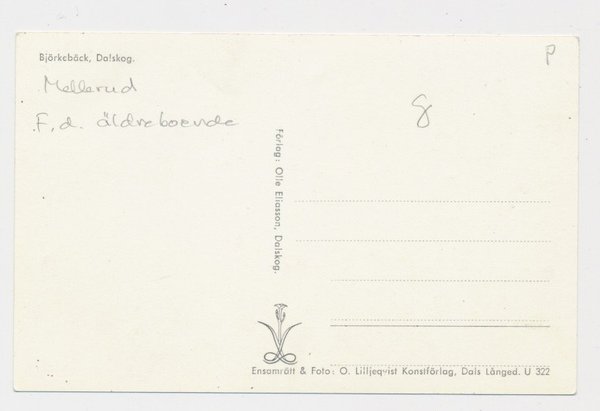 Björkebäck, Dalskog.
P
Mellerud
8
F,d. äldreboende
Förlag: Olle Eliasson, Dalskog.
Ensamrätt & Foto: O. Lilljeqvist Konstförlag, Dals Långed. U 322